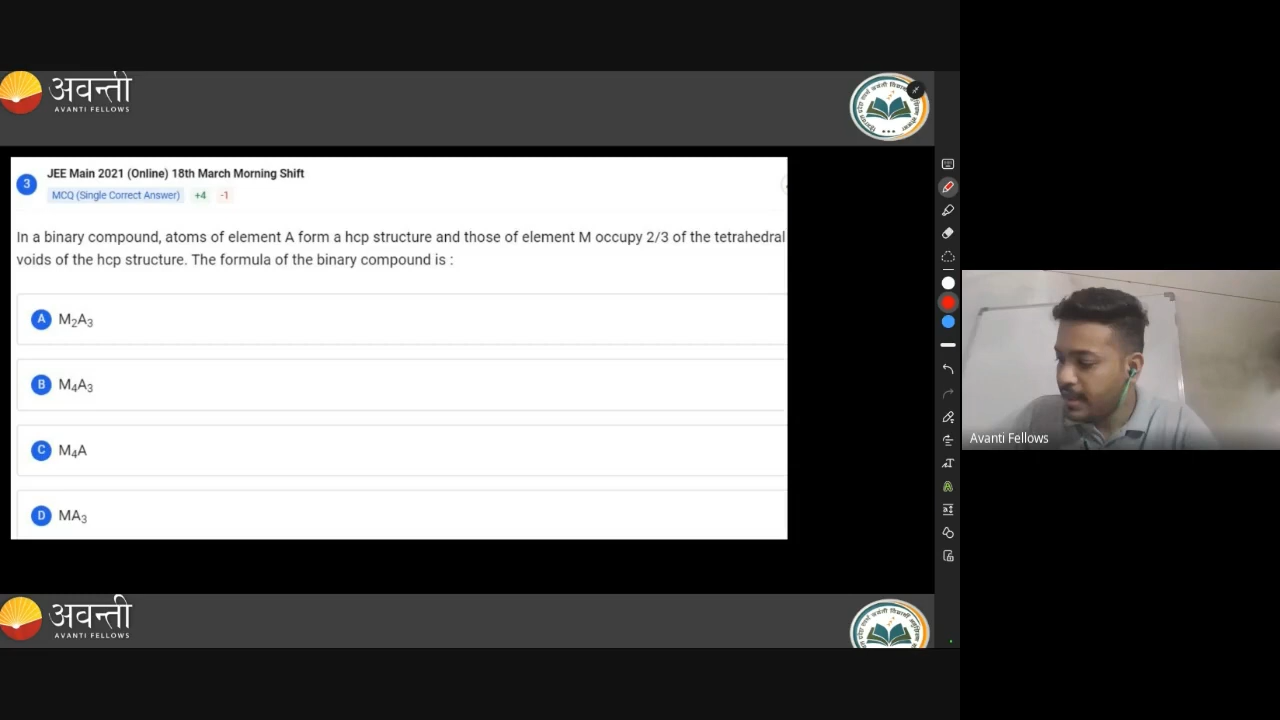 अवन्ती
AVANTI FELLOWS
3
JEE Main 2021 (Online) 18th March Morning Shift
MCQ (Single Correct Answer) +4 -1
In a binary compound, atoms of element A form a hcp structure and those of element M occupy 2/3 of the tetrahedral
voids of the hcp structure. The formula of the binary compound is :
A M₂A₃
B M₄A₃
C M₄A
D MA₃
Avanti Fellows
अवन्ती
AVANTI FELLOWS